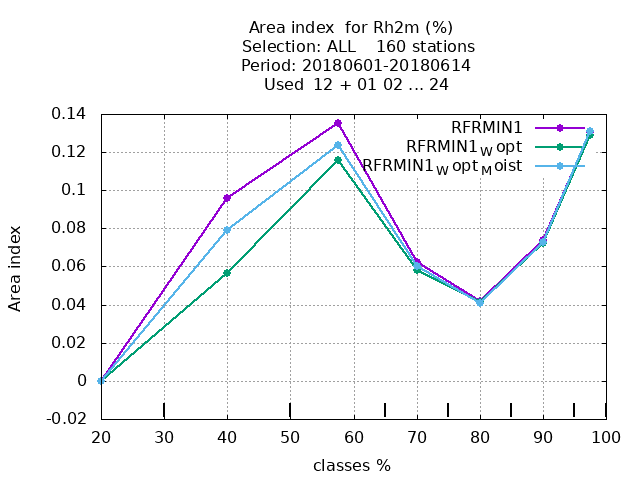 Area index  for Rh2m (%)
Selection: ALL    160 stations
Period: 20180601-20180614
Used  12 + 01 02 ... 24
RFRMIN1
RFRMIN1Wopt
RFRMIN1WoptMoist
0.14
0.12
0.1
0.08
0.06
0.04
0.02
0
-0.02
Area index
20 30 40 50 60 70 80 90 100
classes %